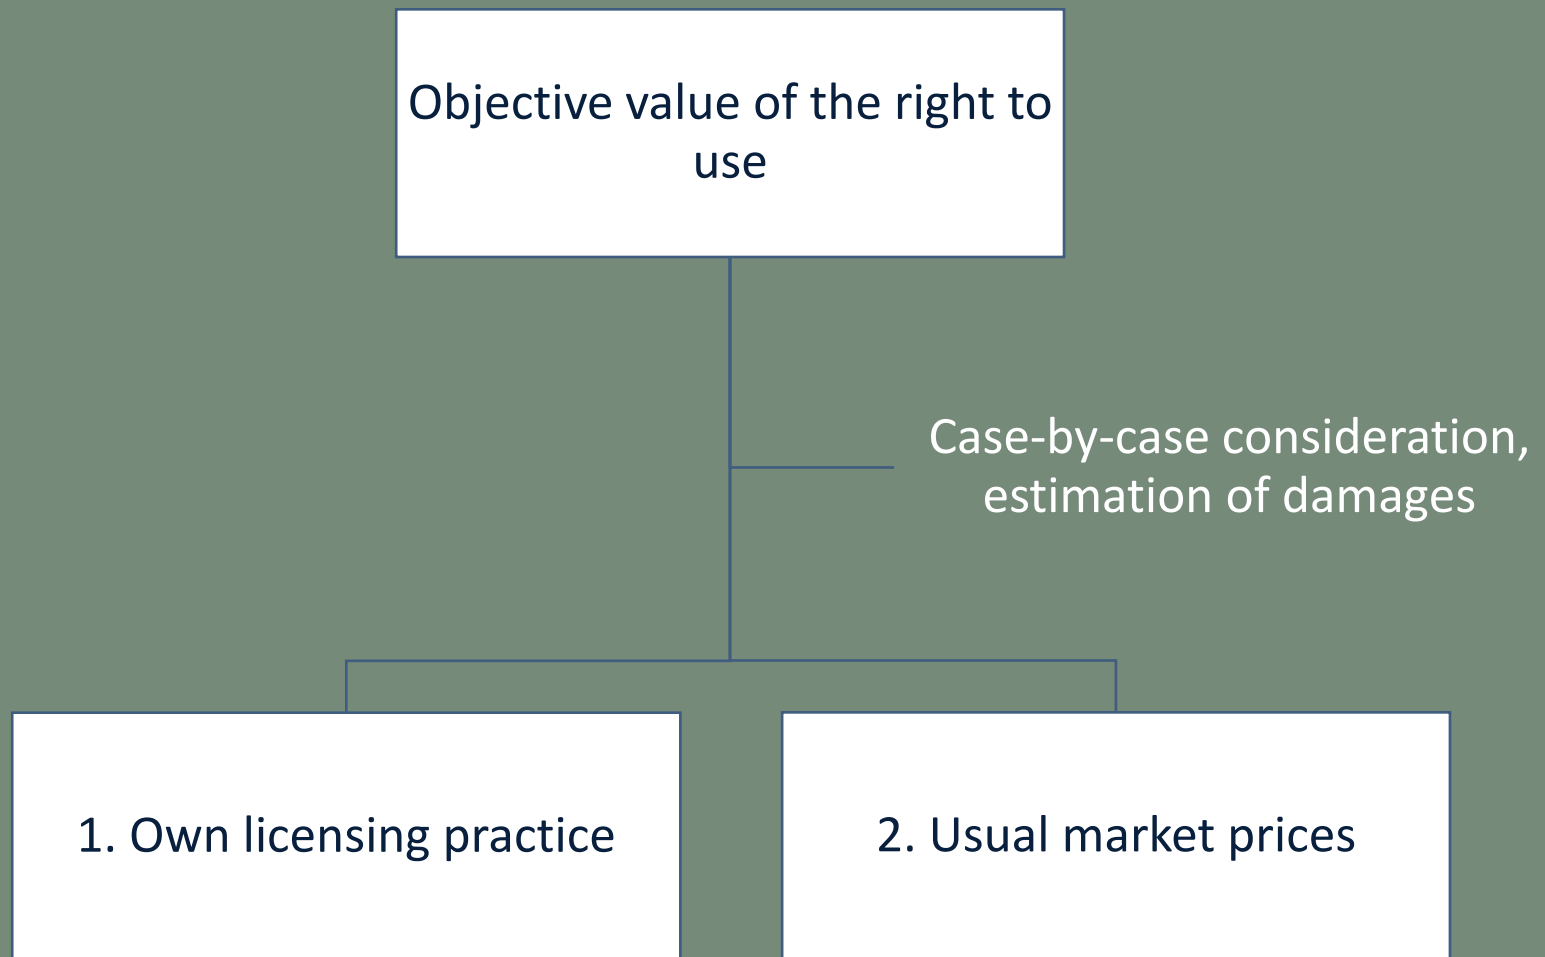 Objective value of the right to
use
Case-by-case consideration,
estimation of damages
1. Own licensing practice
2. Usual market prices